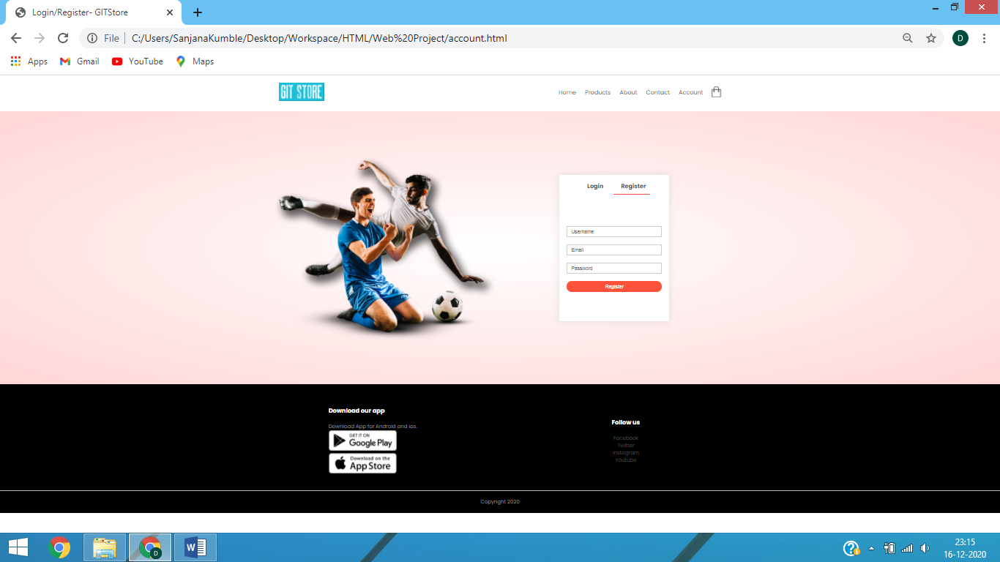 Login/Register- GITStore
File
C:/Users/SanjanaKumble/Desktop/Workspace/HTML/Web%20Project/account.html
D
Apps Gmail YouTube Maps
GIT STORE
Home Products About Contact Account
Login Register
Username
Email
Password
Register
Download our app
Download App for Android and ios.
GET IT ON
Google Play
Download on the
App Store
Follow us
Facebook
Twitter
Instagram
Youtube
Copyright 2020
D
W
23:15
16-12-2020